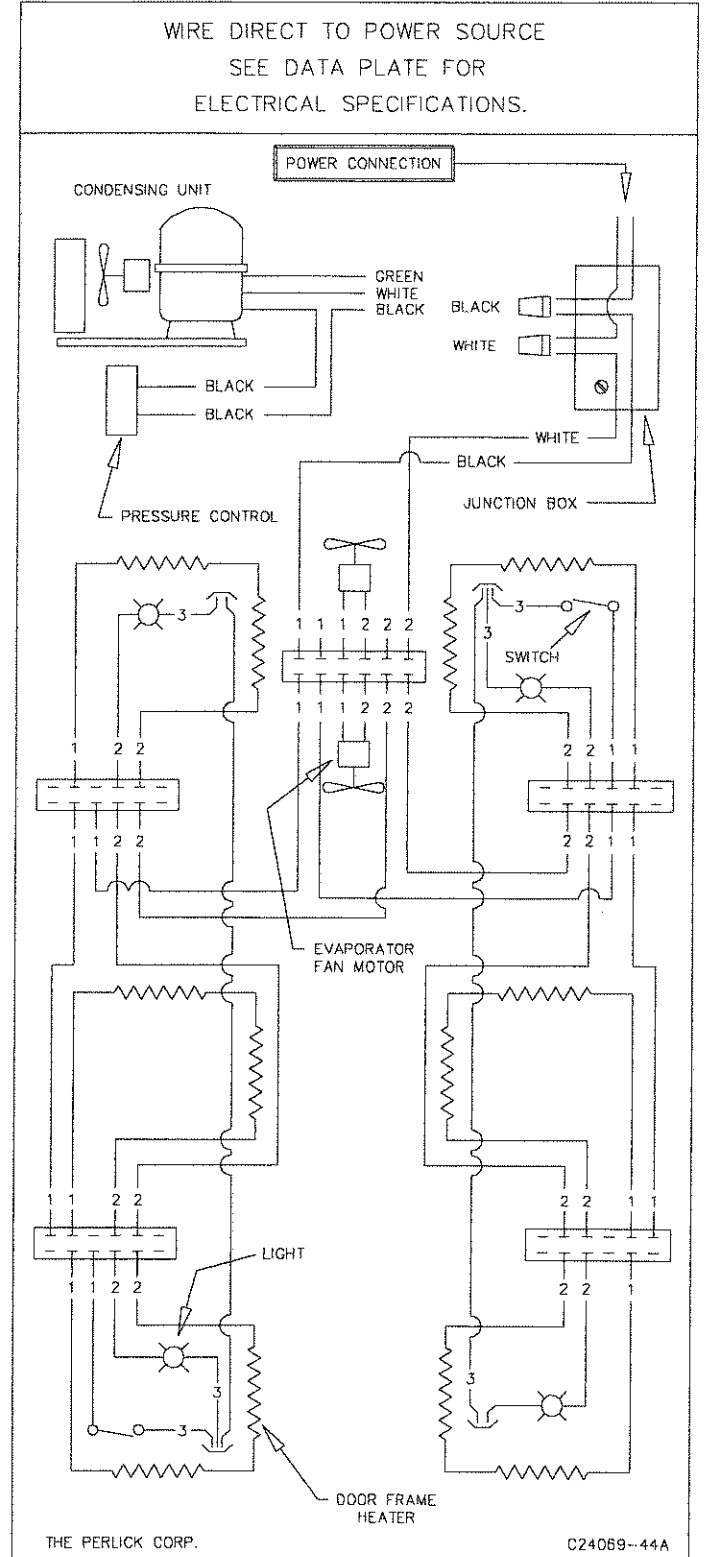 WIRE DIRECT TO POWER SOURCE
SEE DATA PLATE FOR
ELECTRICAL SPECIFICATIONS.
POWER CONNECTION
CONDENSING UNIT
GREEN
WHITE
BLACK
BLACK
WHITE
BLACK
BLACK
WHITE
BLACK
JUNCTION BOX
PRESSURE CONTROL
1
3
3
3
SWITCH
1 1 1 2 2 2
1 1 1 2 2 2
1 2 2
2 2 1 1
1 1 2 2
2 2 1 1
EVAPORATOR
FAN MOTOR
1 1 2 2
2 2 1 1
1 1 2 2
2 2 1
LIGHT
3
3
3
DOOR FRAME
HEATER
THE PERLICK CORP.
C24069-44A